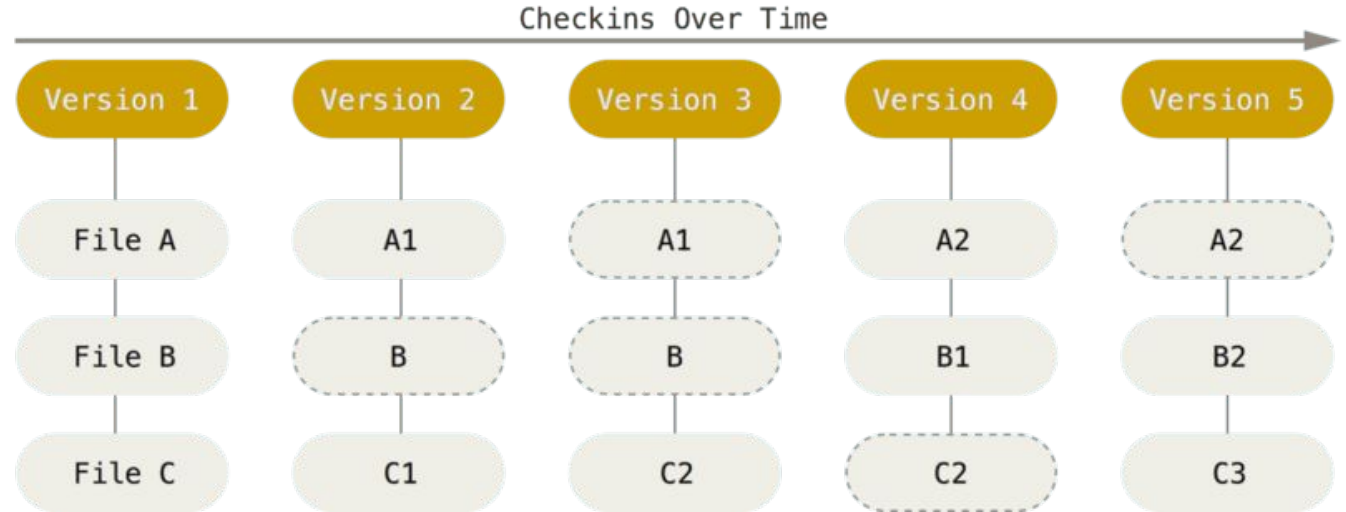 Checkins Over Time
Version 1 Version 2 Version 3 Version 4 Version 5
File A A1 A1 A2 A2
File B B B B1 B2
File C C1 C2 C2 C3